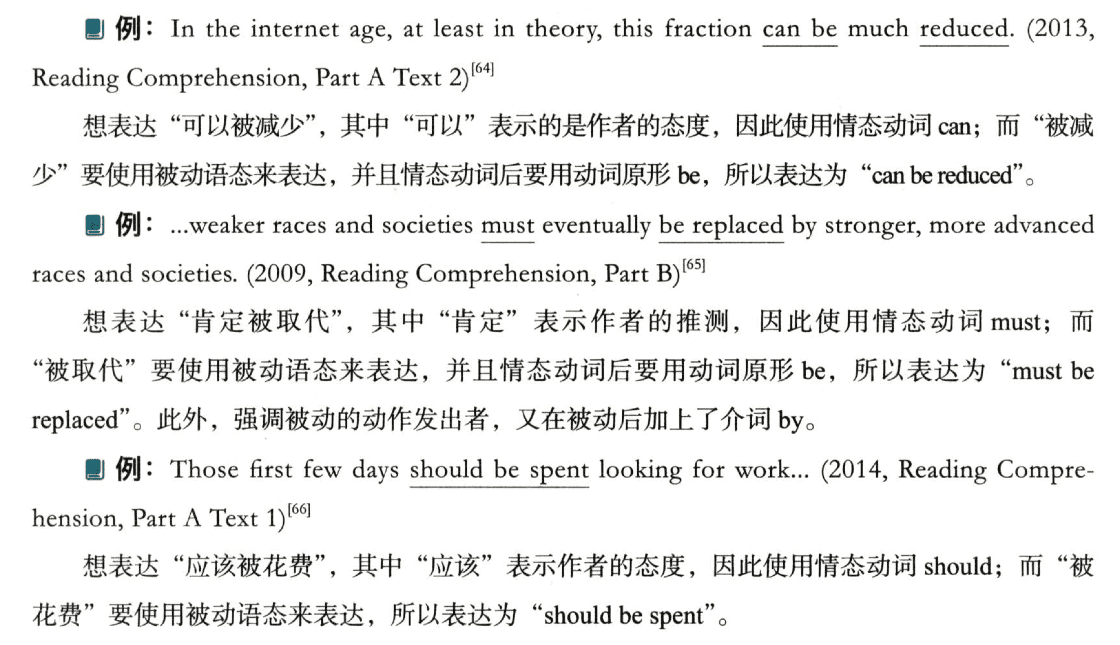 例：In the internet age, at least in theory, this fraction can be much reduced. (2013,
Reading Comprehension, Part A Text 2)[64]
想表达“可以被减少”，其中“可以”表示的是作者的态度，因此使用情态动词 can；而“被减
少”要使用被动语态来表达，并且情态动词后要用动词原形 be，所以表达为“can be reduced”。
例：...weaker races and societies must eventually be replaced by stronger, more advanced
races and societies. (2009, Reading Comprehension, Part B)[65]
想表达“肯定被取代”，其中“肯定”表示作者的推测，因此使用情态动词 must；而
“被取代”要使用被动语态来表达，并且情态动词后要用动词原形 be，所以表达为“must be
replaced”。此外，强调被动的动作发出者，又在被动后加上了介词 by。
例：Those first few days should be spent looking for work... (2014, Reading Compre-
hension, Part A Text 1)[66]
想表达“应该被花费”，其中“应该”表示作者的态度，因此使用情态动词 should；而“被
花费”要使用被动语态来表达，所以表达为“should be spent”。